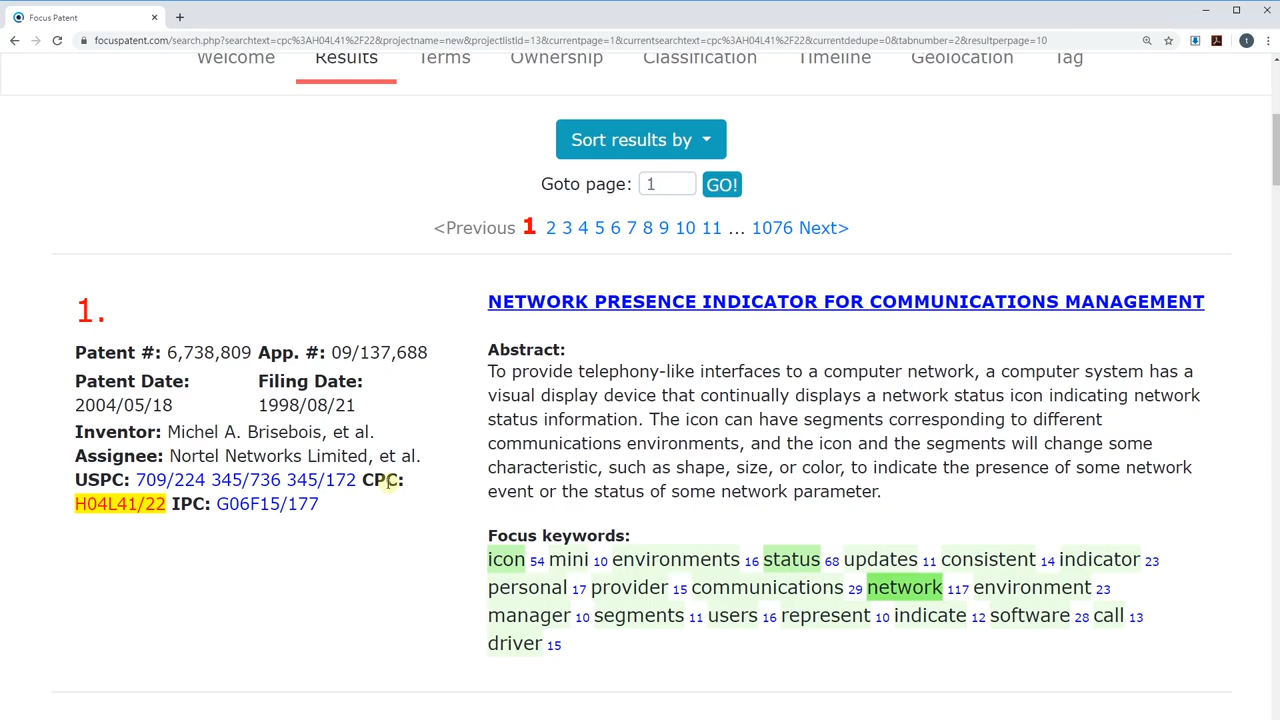 Focus Patent
focuspatent.com/search.php?searchtext=cpc%3AH04L41%2F22&projectname=new&projectlistid=13&currentpage=1&currentsearchtext=cpc%3AH04L41%2F22&currentdedupe=0&tabnumber=2&resultperpage=10
t
Welcome Results Terms Ownership Classification Timeline Geolocation Tag
Sort results by
Goto page: 1 GO!
<Previous 1 2 3 4 5 6 7 8 9 10 11 ... 1076 Next>
1.
Patent #: 6,738,809 App. #: 09/137,688
Patent Date: Filing Date:
2004/05/18 1998/08/21
Inventor: Michel A. Brisebois, et al.
Assignee: Nortel Networks Limited, et al.
USPC: 709/224 345/736 345/172 CPC:
H04L41/22 IPC: G06F15/177
NETWORK PRESENCE INDICATOR FOR COMMUNICATIONS MANAGEMENT
Abstract:
To provide telephony-like interfaces to a computer network, a computer system has a
visual display device that continually displays a network status icon indicating network
status information. The icon can have segments corresponding to different
communications environments, and the icon and the segments will change some
characteristic, such as shape, size, or color, to indicate the presence of some network
event or the status of some network parameter.
Focus keywords:
icon 54 mini 10 environments 16 status 68 updates 11 consistent 14 indicator 23
personal 17 provider 15 communications 29 network 117 environment 23
manager 10 segments 11 users 16 represent 10 indicate 12 software 28 call 13
driver 15